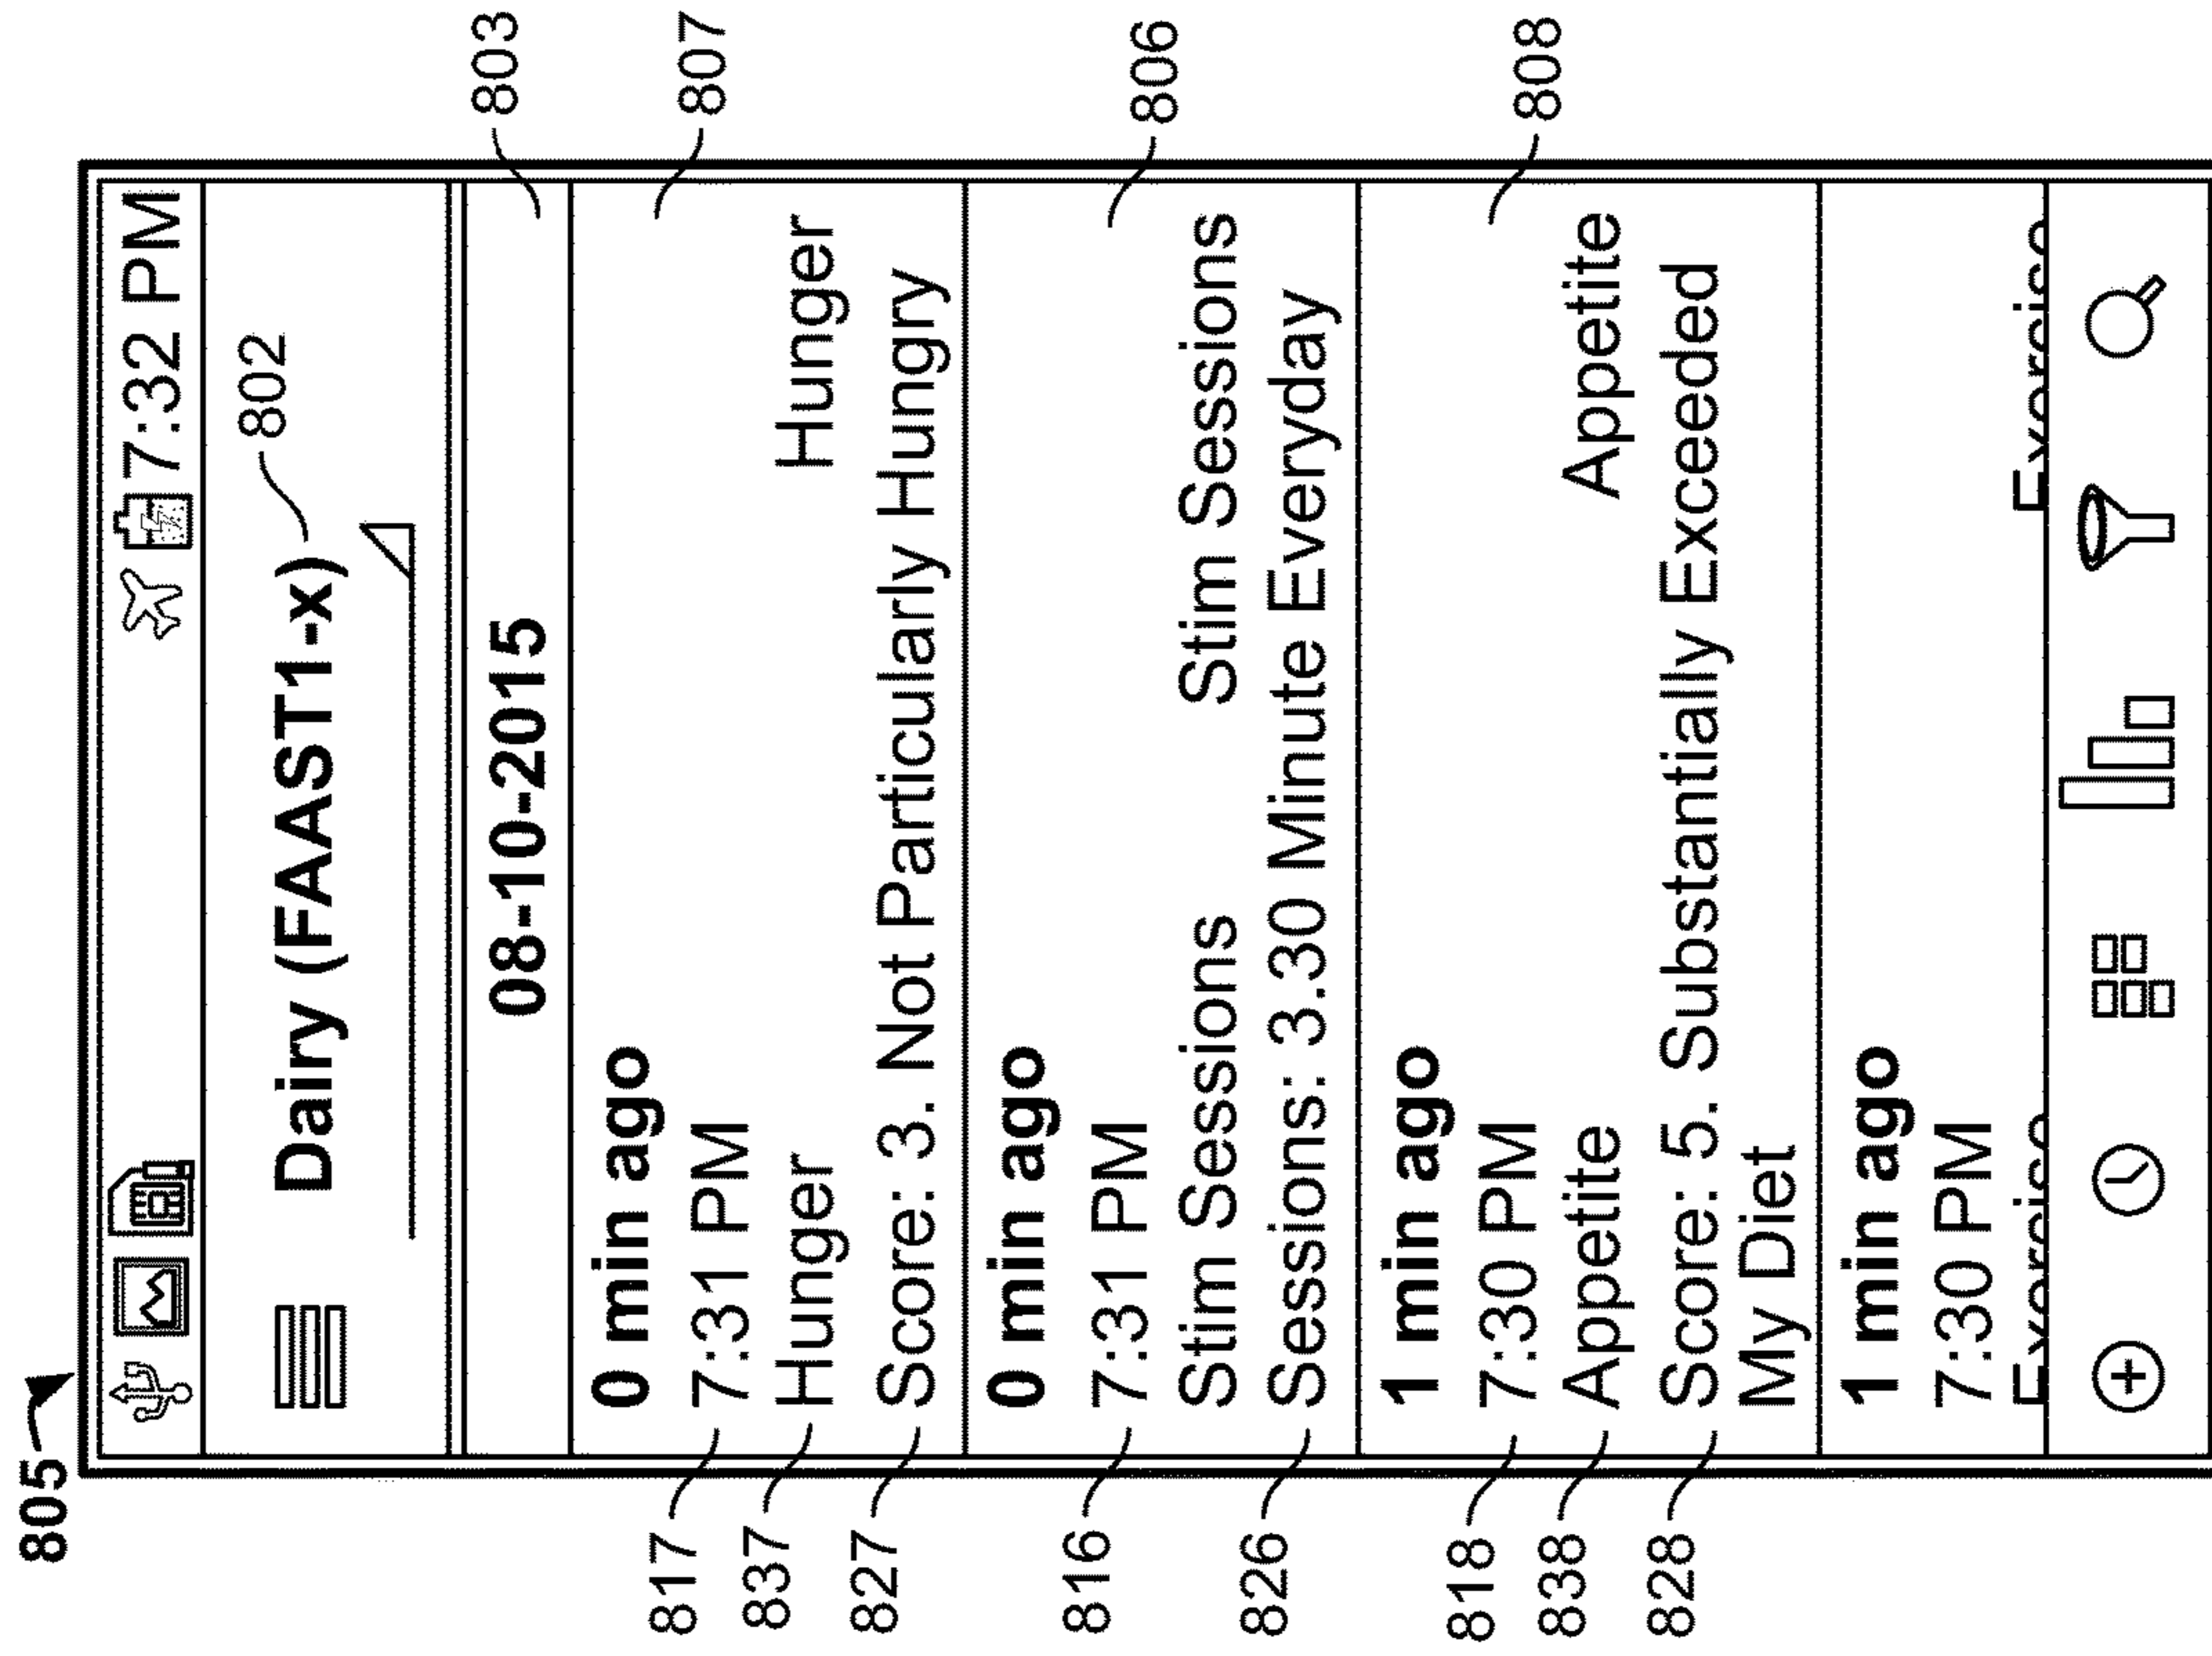 805
7:32 PM
Dairy (FAAST1-x) 802
08-10-2015 803
0 min ago 807
817 7:31 PM
837 Hunger Hunger
827 Score: 3. Not Particularly Hungry
0 min ago
816 7:31 PM 806
Stim Sessions Stim Sessions
826 Sessions: 3.30 Minute Everyday
1 min ago
818 7:30 PM 808
838 Appetite Appetite
828 Score: 5. Substantially Exceeded
My Diet
1 min ago
7:30 PM
Exercise Exercise